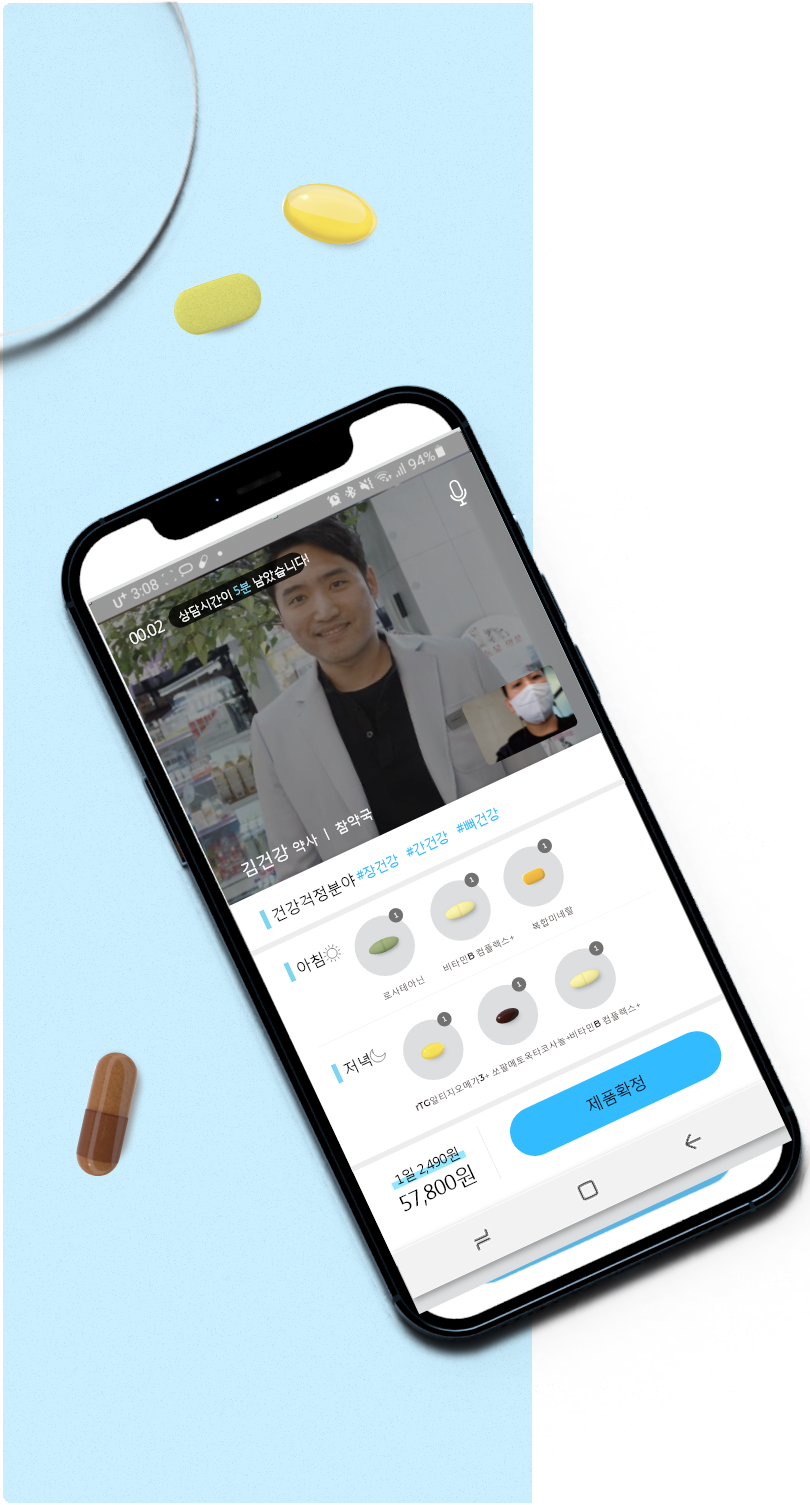 U⁺ 3:08
94%
00.02 상담시간이 5분 남았습니다!
김건강 약사 | 참약국
건강걱정분야 #장건강 #간건강 #뼈건강
아침
1
1
1
로사테아닌
비타민B 컴플렉스+
복합미네랄
저녁
1
1
1
rTG알티지오메가3+
쏘팔메토옥타코사놀+
비타민B 컴플렉스+
1일 2,490원
57,800원
제품확정